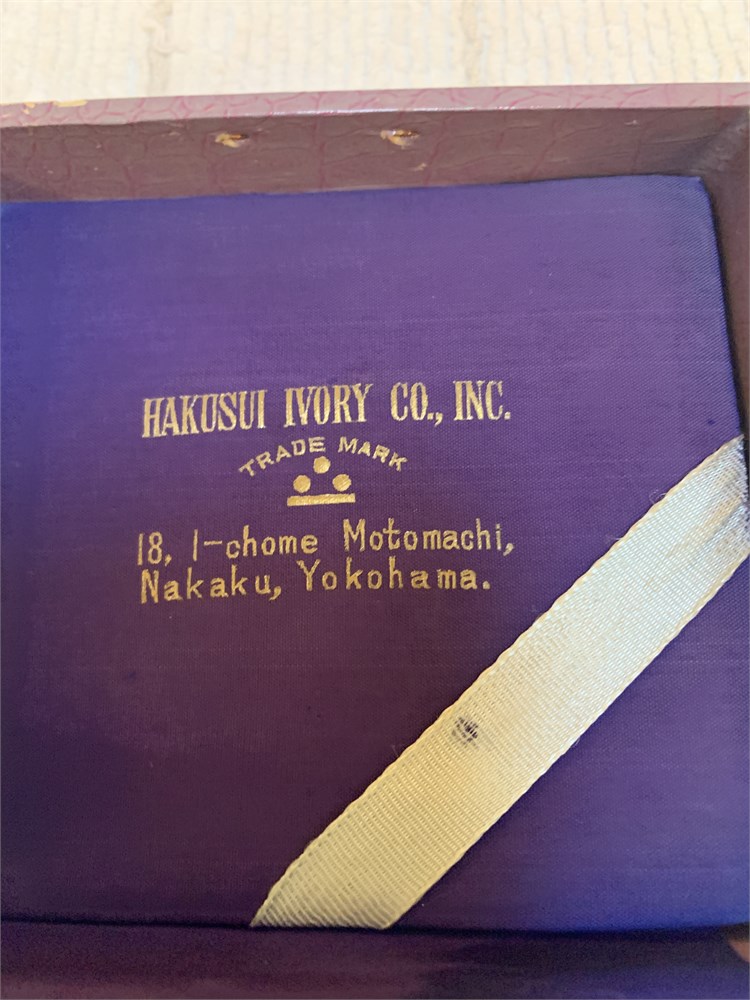 HAKUSUI IVORY CO., INC.
TRADE MARK
18, 1-chome Motomachi,
Nakaku, Yokohama.